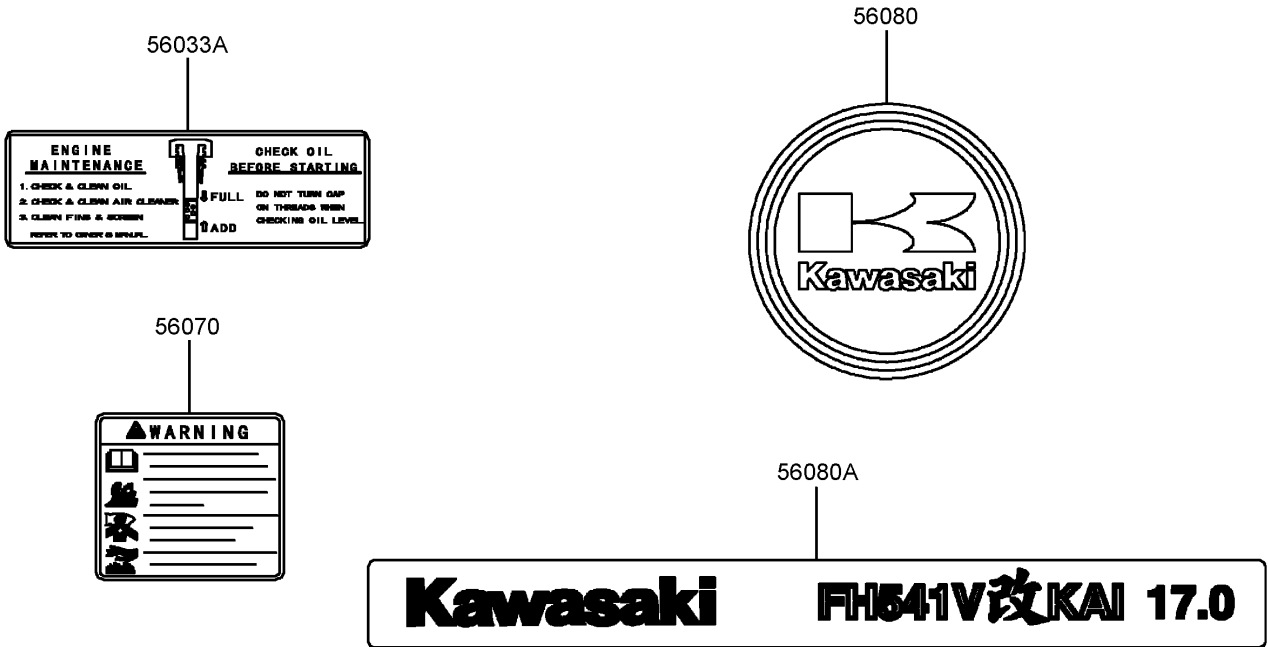 56033A
ENGINE
MAINTENANCE
1. CHECK & CLEAN OIL
2. CHECK & CLEAN AIR CLEANER
3. CLEAN FINS & SCREEN
REFER TO OWNER'S MANUAL.
FULL
ADD
CHECK OIL
BEFORE STARTING
DO NOT TURN CAP
ON THREADS WHEN
CHECKING OIL LEVEL
56080
Kawasaki
56070
WARNING
56080A
Kawasaki FH541V改KAI 17.0